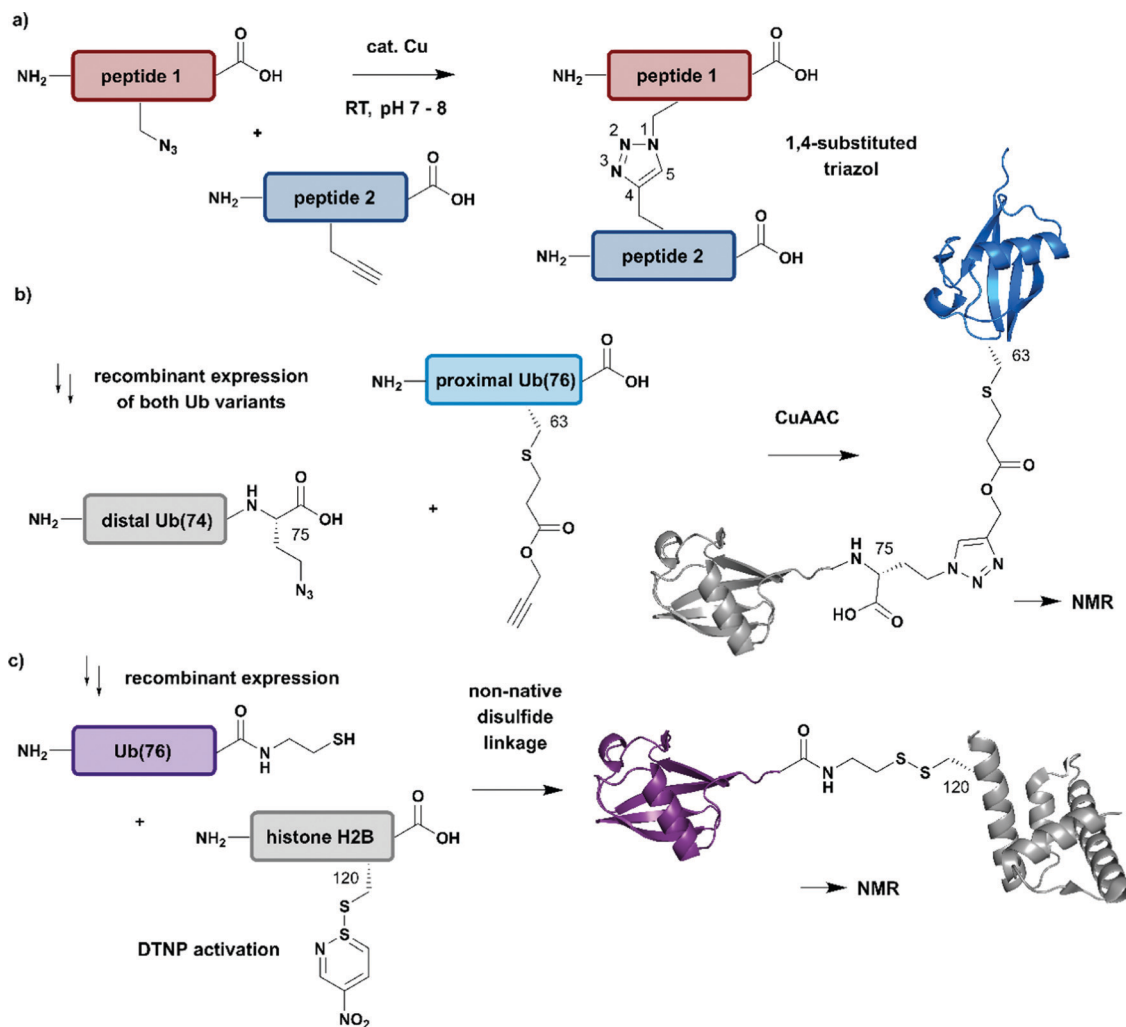 a)
O
NH2
peptide 1
OH
N3
+
NH2
peptide 2
O
OH
cat. Cu
RT, pH 7 - 8
NH2
peptide 1
O
OH
1
2
N
N
3
N
5
4
NH2
peptide 2
O
OH
1,4-substituted
triazol
b)
recombinant expression
of both Ub variants
NH2
distal Ub(74)
H
N
O
OH
75
N3
+
NH2
proximal Ub(76)
O
OH
63
S
O
O
CuAAC
63
S
O
O
H
N
75
N
N
N
HO
O
NMR
c)
recombinant expression
NH2
Ub(76)
O
N
H
SH
+
NH2
histone H2B
O
OH
120
S
S
N
NO2
DTNP activation
non-native
disulfide
linkage
O
N
H
S
S
120
NMR